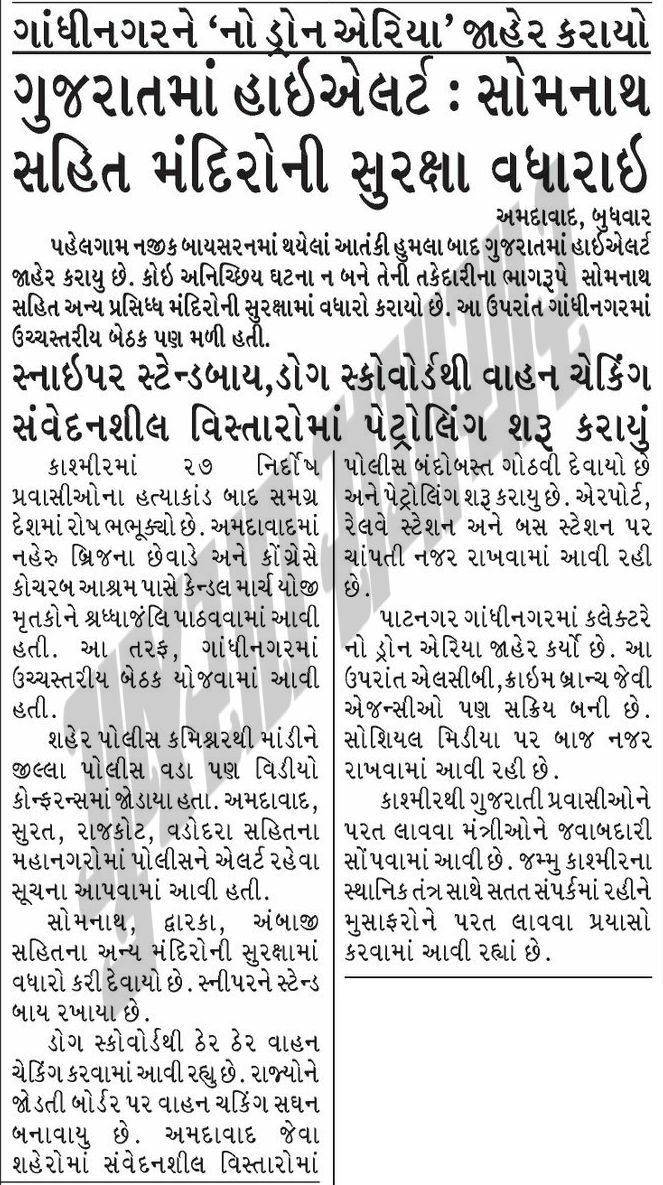 ગાંધીનગરને 'નો ડ્રોન એરિયા' જાહેર કરાયો
ગુજરાતમાં હાઇએલર્ટ : સોમનાથ
સહિત મંદિરોની સુરક્ષા વધારાઇ
અમદાવાદ, બુધવાર
પહેલગામ નજીક બાયસરનમાં થયેલાં આતંકી હુમલા બાદ ગુજરાતમાં હાઇએલર્ટ
જાહેર કરાયુ છે. કોઇ અનિચ્છિય ઘટના ન બને તેની તકેદારીના ભાગરૂપે સોમનાથ
સહિત અન્ય પ્રસિધ્ધ મંદિરોની સુરક્ષામાં વધારો કરાયો છે. આ ઉપરાંત ગાંધીનગરમાં
ઉચ્ચસ્તરીય બેઠક પણ મળી હતી.
સ્નાઇપર સ્ટેન્ડબાય,ડોગ સ્કોવોર્ડથી વાહન ચેકિંગ
સંવેદનશીલ વિસ્તારોમાં પેટ્રોલિંગ શરૂ કરાયું
કાશ્મીરમાં ૨૭ નિર્દોષ
પ્રવાસીઓના હત્યાકાંડ બાદ સમગ્ર
દેશમાં રોષ ભભૂક્યો છે. અમદાવાદમાં
નહેરુ બ્રિજના છેવાડે અને કોંગ્રેસે
કોચરબ આશ્રમ પાસે કેન્ડલ માર્ચ યોજી
મૃતકોને શ્રધ્ધાજંલિ પાઠવવામાં આવી
હતી. આ તરફ, ગાંધીનગરમાં
ઉચ્ચસ્તરીય બેઠક યોજવામાં આવી
હતી.
શહેર પોલીસ કમિશ્નરથી માંડીને
જીલ્લા પોલીસ વડા પણ વિડીયો
કોન્ફરન્સમાં જોડાયા હતા. અમદાવાદ,
સુરત, રાજકોટ, વડોદરા સહિતના
મહાનગરોમાં પોલીસને એલર્ટ રહેવા
સૂચના આપવામાં આવી હતી.
સોમનાથ, દ્વારકા, અંબાજી
સહિતના અન્ય મંદિરોની સુરક્ષામાં
વધારો કરી દેવાયો છે. સ્નીપરને સ્ટેન્ડ
બાય રખાયા છે.
ડોગ સ્કોવોર્ડથી ઠેર ઠેર વાહન
ચેકિંગ કરવામાં આવી રહ્યુ છે. રાજ્યોને
જોડતી બોર્ડર પર વાહન ચકિંગ સઘન
બનાવાયુ છે. અમદાવાદ જેવા
શહેરોમાં સંવેદનશીલ વિસ્તારોમાં
પોલીસ બંદોબસ્ત ગોઠવી દેવાયો છે
અને પેટ્રોલિંગ શરૂ કરાયુ છે. એરપોર્ટ,
રેલવે સ્ટેશન અને બસ સ્ટેશન પર
ચાંપતી નજર રાખવામાં આવી રહી
છે.
પાટનગર ગાંધીનગરમાં કલેક્ટરે
નો ડ્રોન એરિયા જાહેર કર્યો છે. આ
ઉપરાંત એલસીબી,ક્રાઇમ બ્રાન્ચ જેવી
એજન્સીઓ પણ સક્રિય બની છે.
સોશિયલ મિડીયા પર બાજ નજર
રાખવામાં આવી રહી છે.
કાશ્મીરથી ગુજરાતી પ્રવાસીઓને
પરત લાવવા મંત્રીઓને જવાબદારી
સોંપવામાં આવી છે. જમ્મુ કાશ્મીરના
સ્થાનિક તંત્ર સાથે સતત સંપર્કમાં રહીને
મુસાફરોને પરત લાવવા પ્રયાસો
કરવામાં આવી રહ્યાં છે.
ગુજરાત સમાચાર